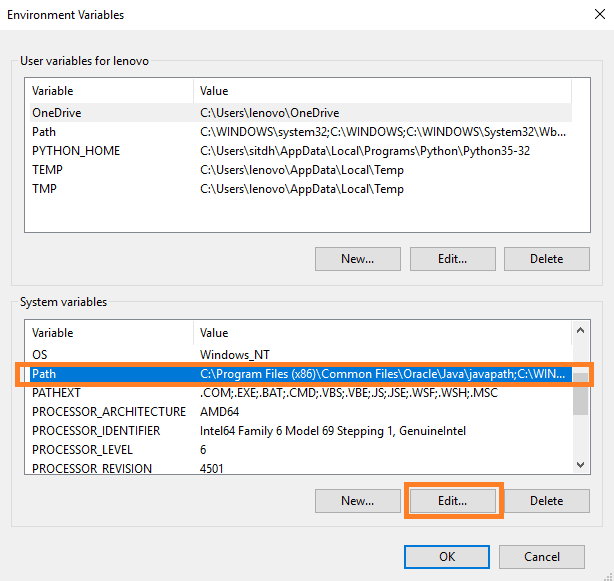 Environment Variables
User variables for lenovo
Variable Value
OneDrive C:\Users\lenovo\OneDrive
Path C:\WINDOWS\system32;C:\WINDOWS;C:\WINDOWS\System32\Wb...
PYTHON_HOME C:\Users\sitdh\AppData\Local\Programs\Python\Python35-32
TEMP C:\Users\lenovo\AppData\Local\Temp
TMP C:\Users\lenovo\AppData\Local\Temp
New... Edit... Delete
System variables
Variable Value
OS Windows_NT
Path C:\Program Files (x86)\Common Files\Oracle\Java\javapath;C:\WIN...
PATHEXT .COM;.EXE;.BAT;.CMD;.VBS;.VBE;.JS;.JSE;.WSF;.WSH;.MSC
PROCESSOR_ARCHITECTURE AMD64
PROCESSOR_IDENTIFIER Intel64 Family 6 Model 69 Stepping 1, GenuineIntel
PROCESSOR_LEVEL 6
PROCESSOR_REVISION 4501
New... Edit... Delete
OK Cancel